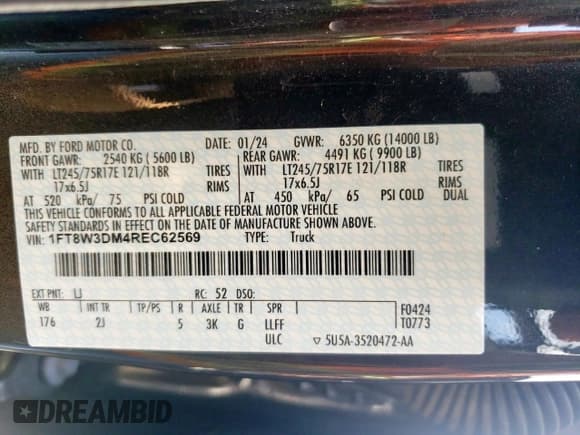 MFD. BY FORD MOTOR CO. 01/24 GVWR: 6350 KG (14000 LB)
FRONT GAWR: 2540 KG ( 5600 LB) REAR GAWR: 4491 KG ( 9900 LB)
WITH LT245/75R17E 121/118R TIRES WITH LT245/75R17E 121/118R TIRES
17x6.5J RIMS 17x6.5J RIMS
AT 520 kPa/ 75 PSI COLD AT 450 kPa/ 65 PSI COLD DUAL
THIS VEHICLE CONFORMS TO ALL APPLICABLE FEDERAL MOTOR VEHICLE
SAFETY STANDARDS IN EFFECT ON THE DATE OF MANUFACTURE SHOWN ABOVE.
VIN: 1FT8W3DM4REC62569 TYPE: Truck
EXT PNT: LJ RC: 52 DSO:
WB INT TR TP/PS R AXLE TR SPR F0424
176 2J 5 3K G LLFF T0773
ULC ▽ 5U5A-3520472-AA
DREAMBID